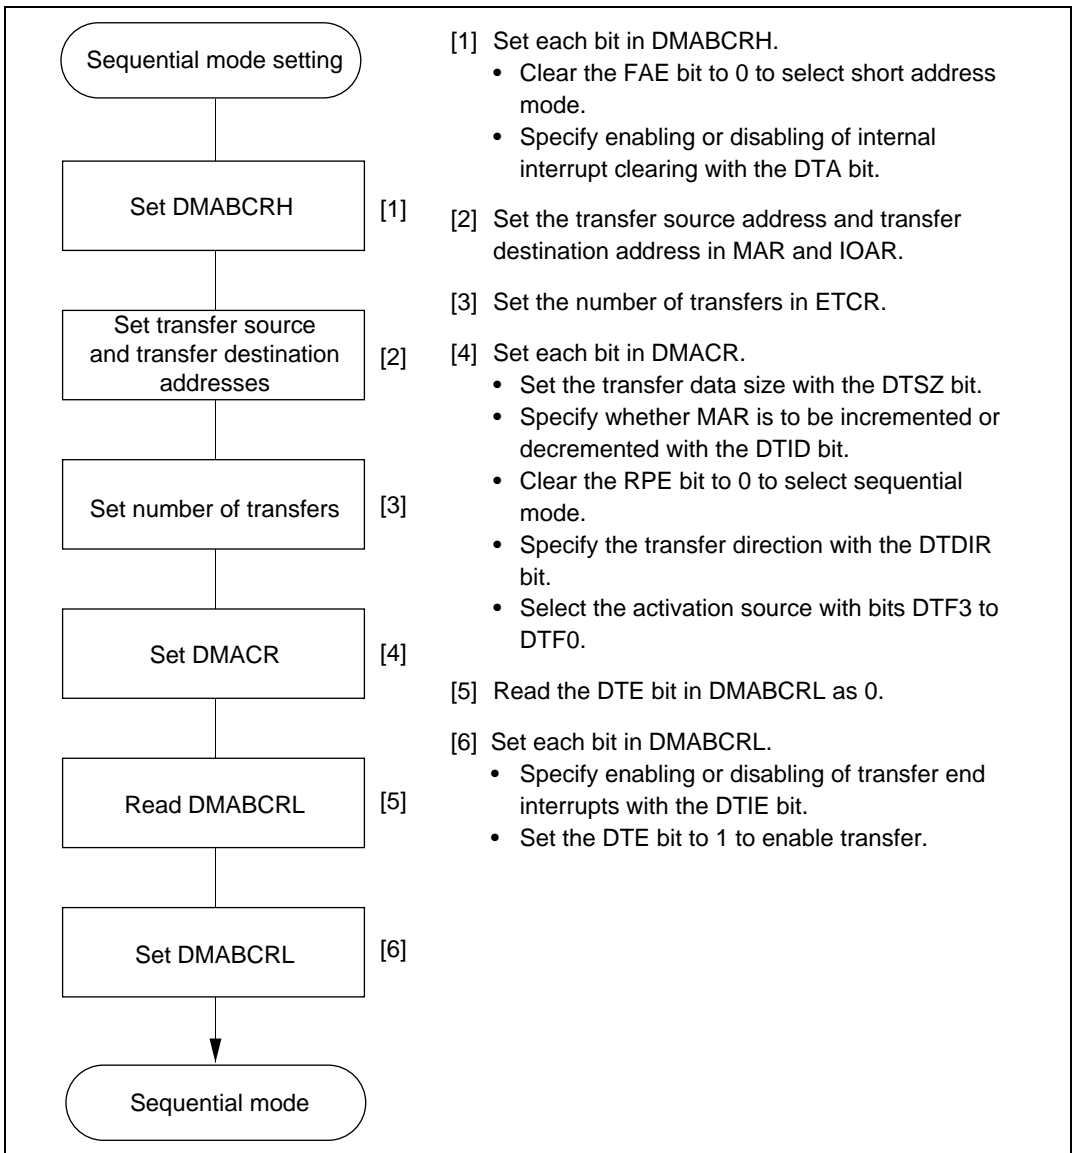 Sequential mode setting
Set DMABCRH
[1]
Set transfer source
and transfer destination
addresses
[2]
Set number of transfers
[3]
Set DMACR
[4]
Read DMABCRL
[5]
Set DMABCRL
[6]
Sequential mode
[1] Set each bit in DMABCRH.
• Clear the FAE bit to 0 to select short address
mode.
• Specify enabling or disabling of internal
interrupt clearing with the DTA bit.
[2] Set the transfer source address and transfer
destination address in MAR and IOAR.
[3] Set the number of transfers in ETCR.
[4] Set each bit in DMACR.
• Set the transfer data size with the DTSZ bit.
• Specify whether MAR is to be incremented or
decremented with the DTID bit.
• Clear the RPE bit to 0 to select sequential
mode.
• Specify the transfer direction with the DTDIR
bit.
• Select the activation source with bits DTF3 to
DTF0.
[5] Read the DTE bit in DMABCRL as 0.
[6] Set each bit in DMABCRL.
• Specify enabling or disabling of transfer end
interrupts with the DTIE bit.
• Set the DTE bit to 1 to enable transfer.